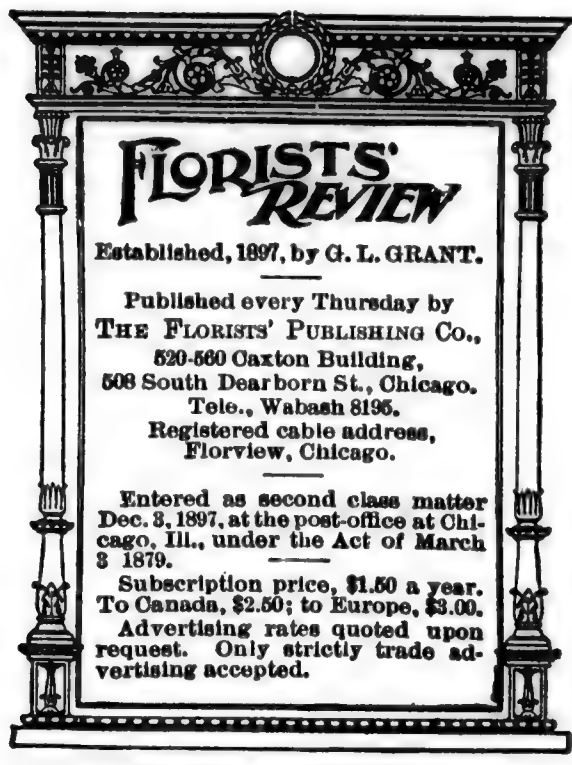 FLORISTS'
REVIEW
Established, 1897, by G. L. GRANT.
Published every Thursday by
THE FLORISTS' PUBLISHING CO.,
520-560 Caxton Building,
508 South Dearborn St., Chicago.
Tele., Wabash 8195.
Registered cable address,
Florview, Chicago.
Entered as second class matter
Dec. 3, 1897, at the post-office at Chi-
cago, Ill., under the Act of March
3 1879.
Subscription price, $1.50 a year.
To Canada, $2.50; to Europe, $3.00.
Advertising rates quoted upon
request. Only strictly trade ad-
vertising accepted.